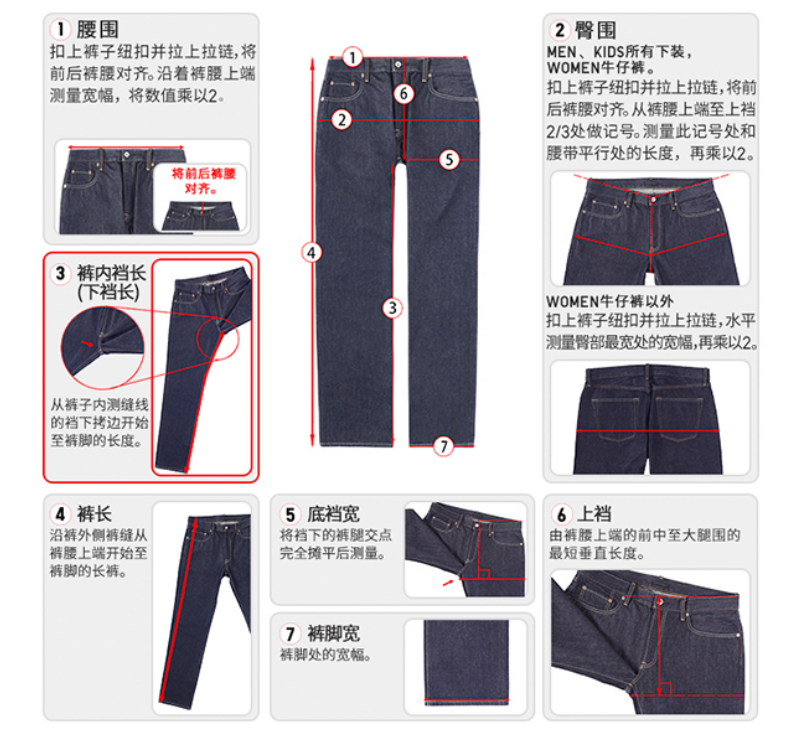 1 腰围
扣上裤子纽扣并拉上拉链,将
前后裤腰对齐。沿着裤腰上端
测量宽幅，将数值乘以2。
将前后裤腰
对齐。
3 裤内裆长
(下裆长)
从裤子内测缝线
的裆下拷边开始
至裤脚的长度。
1
6
2
5
4
3
7
2 臀围
MEN、KIDS所有下装，
WOMEN牛仔裤。
扣上裤子纽扣并拉上拉链,将前
后裤腰对齐。从裤腰上端至上裆
2/3处做记号。测量此记号处和
腰带平行处的长度，再乘以2。
WOMEN牛仔裤以外
扣上裤子纽扣并拉上拉链,水平
测量臀部最宽处的宽幅,再乘以2。
4 裤长
沿裤外侧裤缝从
裤腰上端开始至
裤脚的长裤。
5 底裆宽
将裆下的裤腿交点
完全摊平后测量。
7 裤脚宽
裤脚处的宽幅。
6 上裆
由裤腰上端的前中至大腿围的
最短垂直长度。